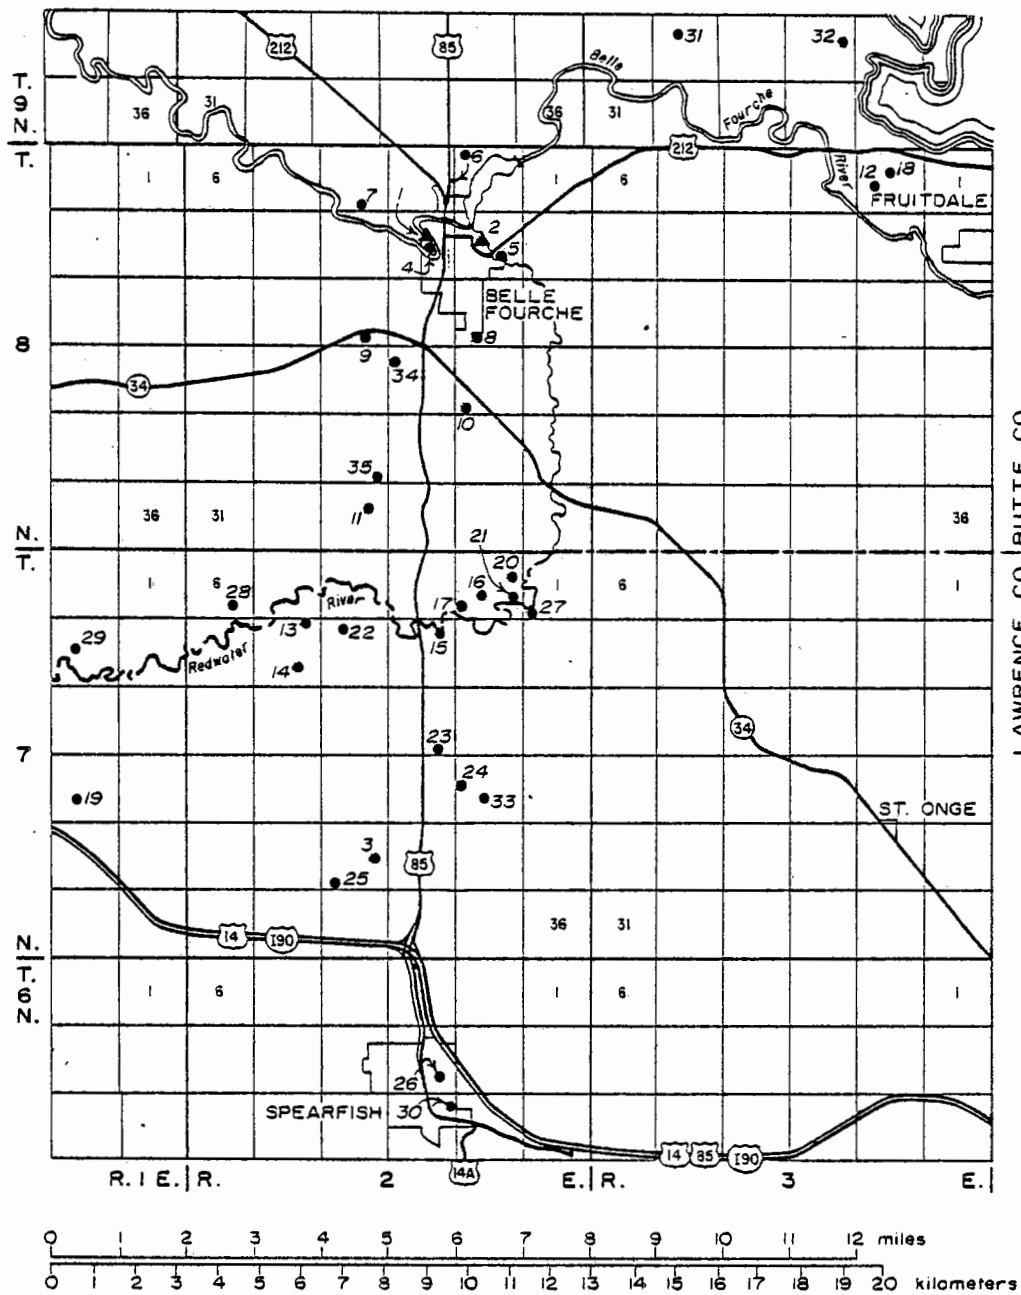 31
32
212
85
Belle
T.
9
N.
36
31
36
31
Fourche
T.
6
212
River
1
6
7
1
1
6
12
18
1
FRUITDALE
2
5
4
BELLE
FOURCHE
8
8
9
34
34
10
35
11
36
31
36
LAWRENCE CO. BUTTE CO.
N.
T.
21
20
1
6
28
River
16
17
27
1
6
1
29
13
22
15
Redwater
14
34
7
23
24
33
19
ST. ONGE
3
85
25
36
31
14
I90
N.
T.
6
N.
1
6
1
6
1
26
SPEARFISH
30
14
85
I90
14A
R. 1 E. R. 2 E. R. 3 E.
0 1 2 3 4 5 6 7 8 9 10 11 12 miles
0 1 2 3 4 5 6 7 8 9 10 11 12 13 14 15 16 17 18 19 20 kilometers